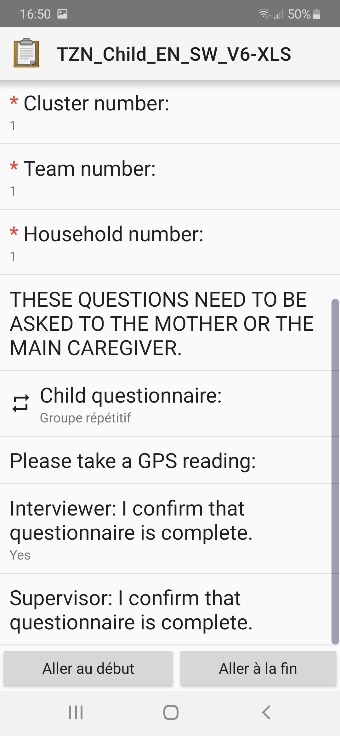 16:50 50%
TZN_Child_EN_SW_V6-XLS
* Cluster number:
1
* Team number:
1
* Household number:
1
THESE QUESTIONS NEED TO BE
ASKED TO THE MOTHER OR THE
MAIN CAREGIVER.
Child questionnaire:
Groupe répétitif
Please take a GPS reading:
Interviewer: I confirm that
questionnaire is complete.
Yes
Supervisor: I confirm that
questionnaire is complete.
Aller au début
Aller à la fin